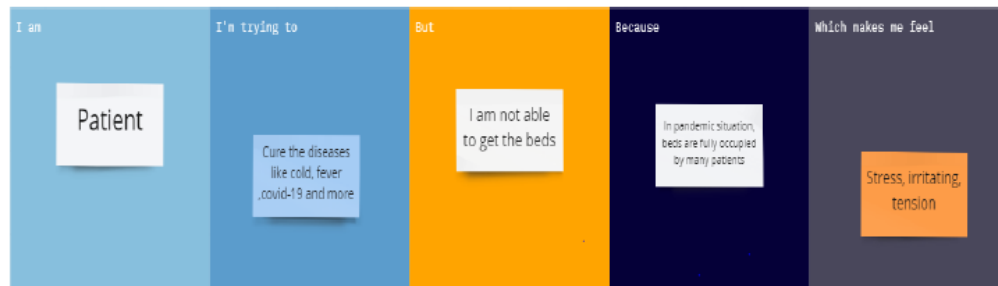 I am
Patient
I'm trying to
Cure the diseases
like cold, fever
,covid-19 and more
But
I am not able
to get the beds
Because
In pandemic situation,
beds are fully occupied
by many patients
Which makes me feel
Stress, irritating,
tension